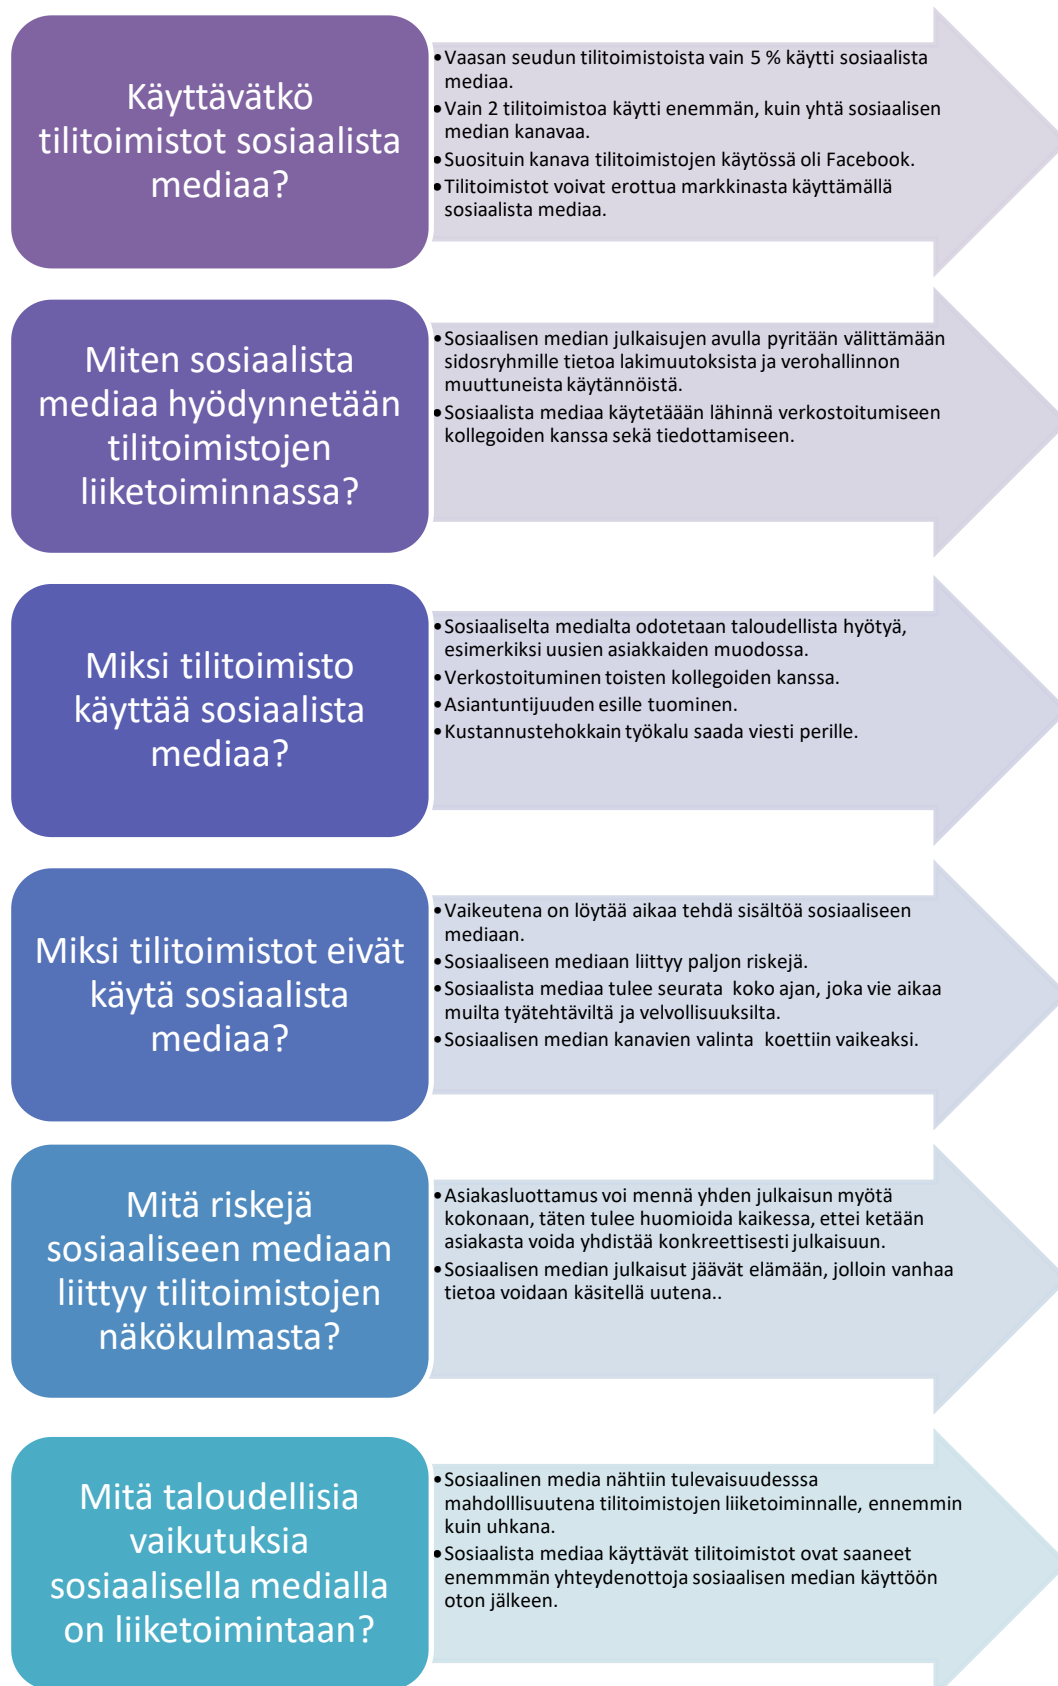 Käyttävätkö
tilitoimistot sosiaalista
mediaa?
•Vaasan seudun tilitoimistoista vain 5 % käytti sosiaalista
mediaa.
•Vain 2 tilitoimistoa käytti enemmän, kuin yhtä sosiaalisen
median kanavaa.
•Suosituin kanava tilitoimistojen käytössä oli Facebook.
•Tilitoimistot voivat erottua markkinasta käyttämällä
sosiaalista mediaa.
Miten sosiaalista
mediaa hyödynnetään
tilitoimistojen
liiketoiminnassa?
•Sosiaalisen median julkaisujen avulla pyritään välittämään
sidosryhmille tietoa lakimuutoksista ja verohallinnon
muuttuneista käytännöistä.
•Sosiaalista mediaa käytetäään lähinnä verkostoitumiseen
kollegoiden kanssa sekä tiedottamiseen.
Miksi tilitoimisto
käyttää sosiaalista
mediaa?
•Sosiaaliselta medialta odotetaan taloudellista hyötyä,
esimerkiksi uusien asiakkaiden muodossa.
•Verkostoituminen toisten kollegoiden kanssa.
•Asiantuntijuuden esille tuominen.
•Kustannustehokkain työkalu saada viesti perille.
Miksi tilitoimistot eivät
käytä sosiaalista
mediaa?
•Vaikeutena on löytää aikaa tehdä sisältöä sosiaaliseen
mediaan.
•Sosiaaliseen mediaan liittyy paljon riskejä.
•Sosiaalista mediaa tulee seurata koko ajan, joka vie aikaa
muilta tyätehtäviltä ja velvollisuuksilta.
•Sosiaalisen median kanavien valinta koettiin vaikeaksi.
Mitä riskejä
sosiaaliseen mediaan
liittyy tilitoimistojen
näkökulmasta?
•Asiakasluottamus voi mennä yhden julkaisun myötä
kokonaan, täten tulee huomioida kaikessa, ettei ketään
asiakasta voida yhdistää konkreettisesti julkaisuun.
•Sosiaalisen median julkaisut jäävät elämään, jolloin vanhaa
tietoa voidaan käsitellä uutena..
Mitä taloudellisia
vaikutuksia
sosiaalisella medialla
on liiketoimintaan?
•Sosiaalinen media nähtiin tulevaisuudesssa
mahdolllisuutena tilitoimistojen liiketoiminnalle, ennemmin
kuin uhkana.
•Sosiaalista mediaa käyttävät tilitoimistot ovat saaneet
enemmmän yhteydenottoja sosiaalisen median käyttöön
oton jälkeen.